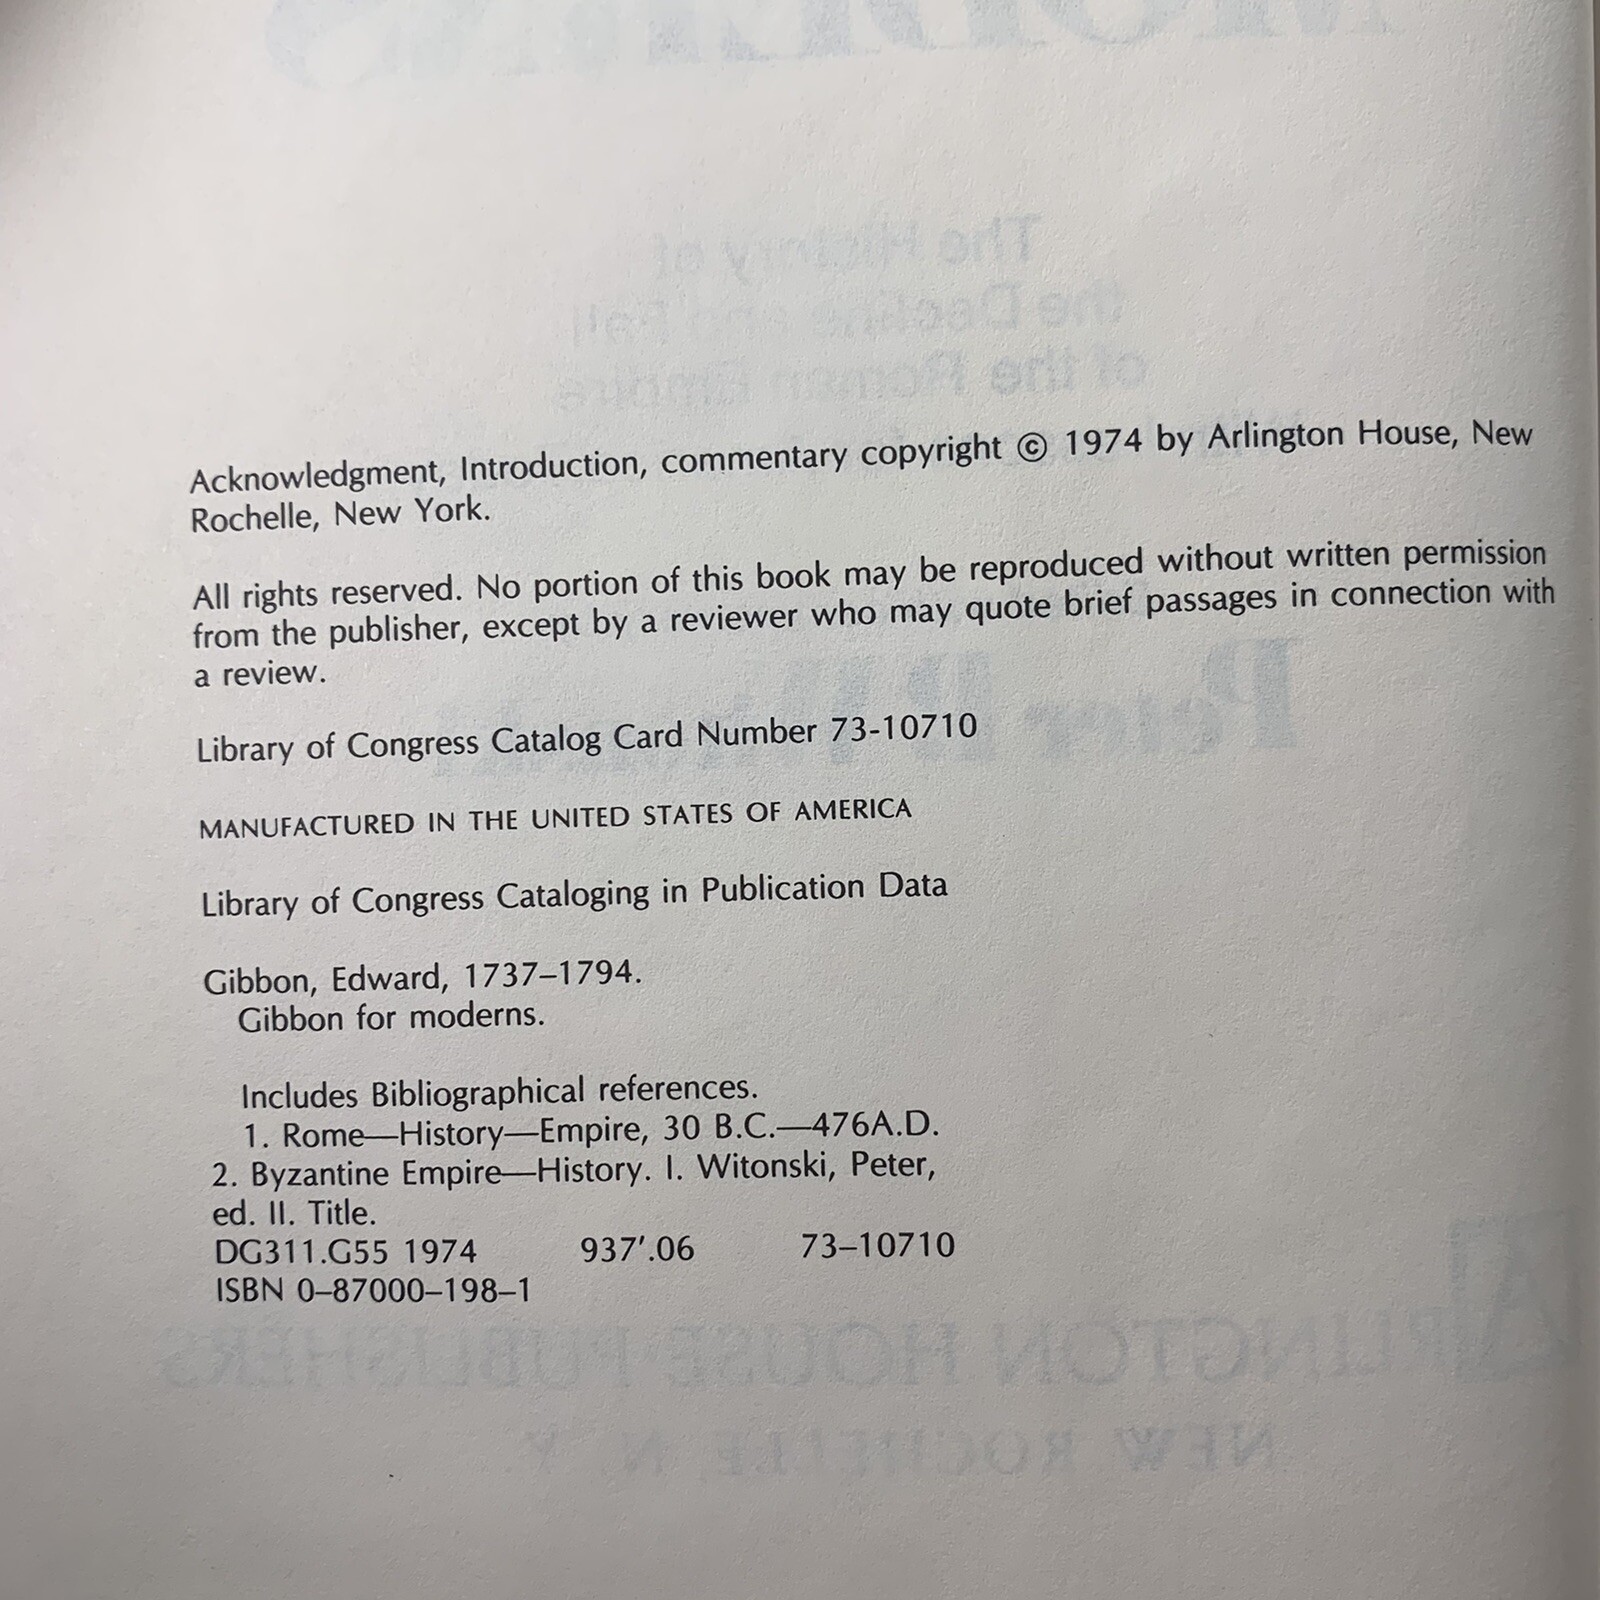 Acknowledgment, Introduction, commentary copyright © 1974 by Arlington House, New
Rochelle, New York.
All rights reserved. No portion of this book may be reproduced without written permission
from the publisher, except by a reviewer who may quote brief passages in connection with
a review.
Library of Congress Catalog Card Number 73-10710
MANUFACTURED IN THE UNITED STATES OF AMERICA
Library of Congress Cataloging in Publication Data
Gibbon, Edward, 1737–1794.
Gibbon for moderns.
Includes Bibliographical references.
1. Rome—History—Empire, 30 B.C.—476A.D.
2. Byzantine Empire—History. I. Witonski, Peter,
ed. II. Title.
DG311.G55 1974 937'.06 73–10710
ISBN 0–87000–198–1